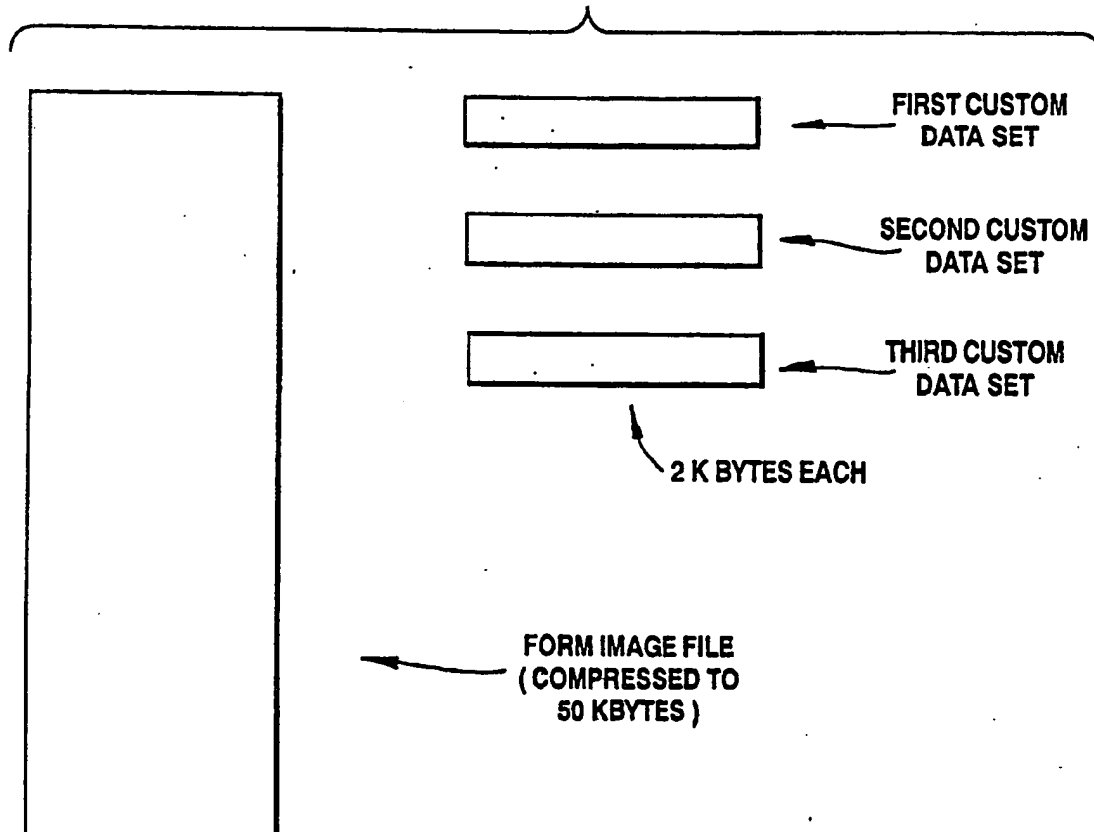 FIRST CUSTOM
DATA SET
SECOND CUSTOM
DATA SET
THIRD CUSTOM
DATA SET
2 K BYTES EACH
FORM IMAGE FILE
( COMPRESSED TO
50 KBYTES )